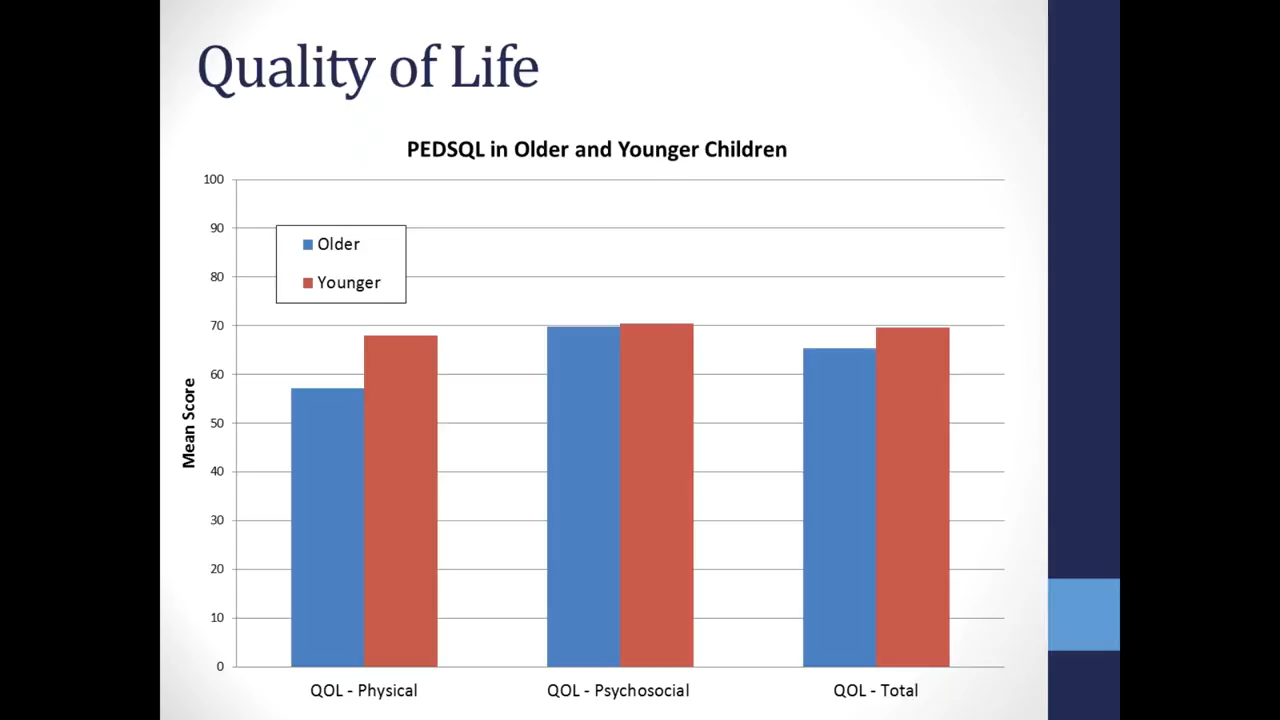 Quality of Life
PEDSQL in Older and Younger Children
100
90
80
70
60
50
40
30
20
10
0
Mean Score
Older
Younger
QOL - Physical
QOL - Psychosocial
QOL - Total